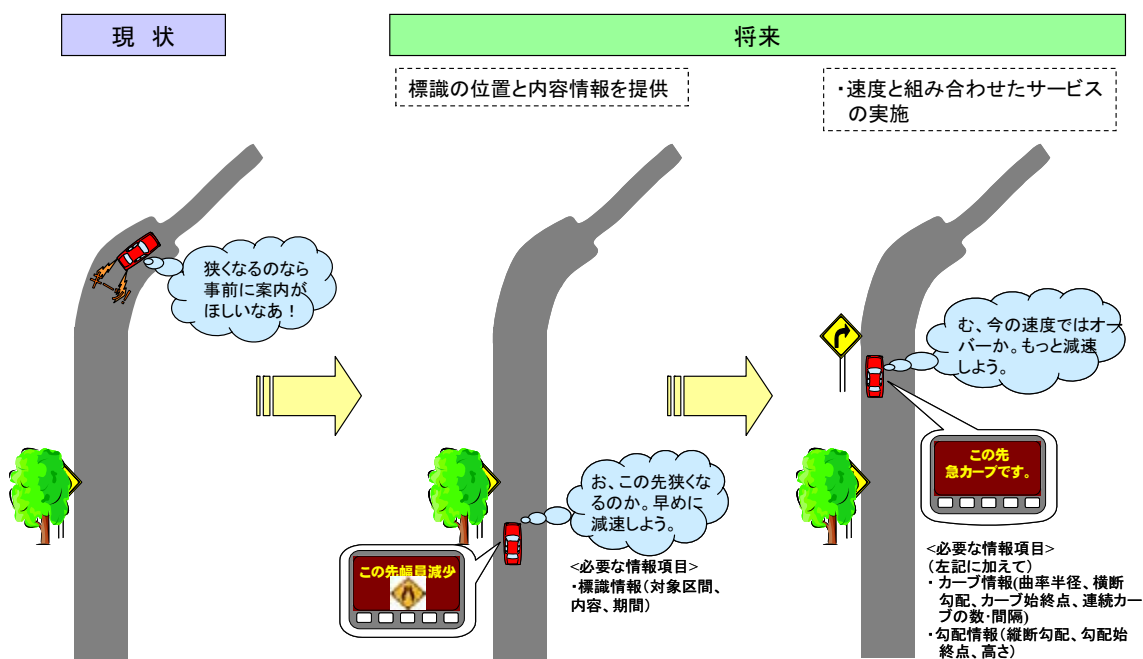 現 状
将来
標識の位置と内容情報を提供
・速度と組み合わせたサービス
の実施
狭くなるのなら
事前に案内が
ほしいなあ！
む、今の速度ではオー
バーか。もっと減速
しよう。
この先
急カーブです。
お、この先狭くな
るのか。早めに
減速しよう。
この先幅員減少
<必要な情報項目>
・標識情報（対象区間、
内容、期間）
<必要な情報項目>
（左記に加えて）
・カーブ情報(曲率半径、横断
勾配、カーブ始終点、連続カー
ブの数・間隔)
・勾配情報（縦断勾配、勾配始
終点、高さ）